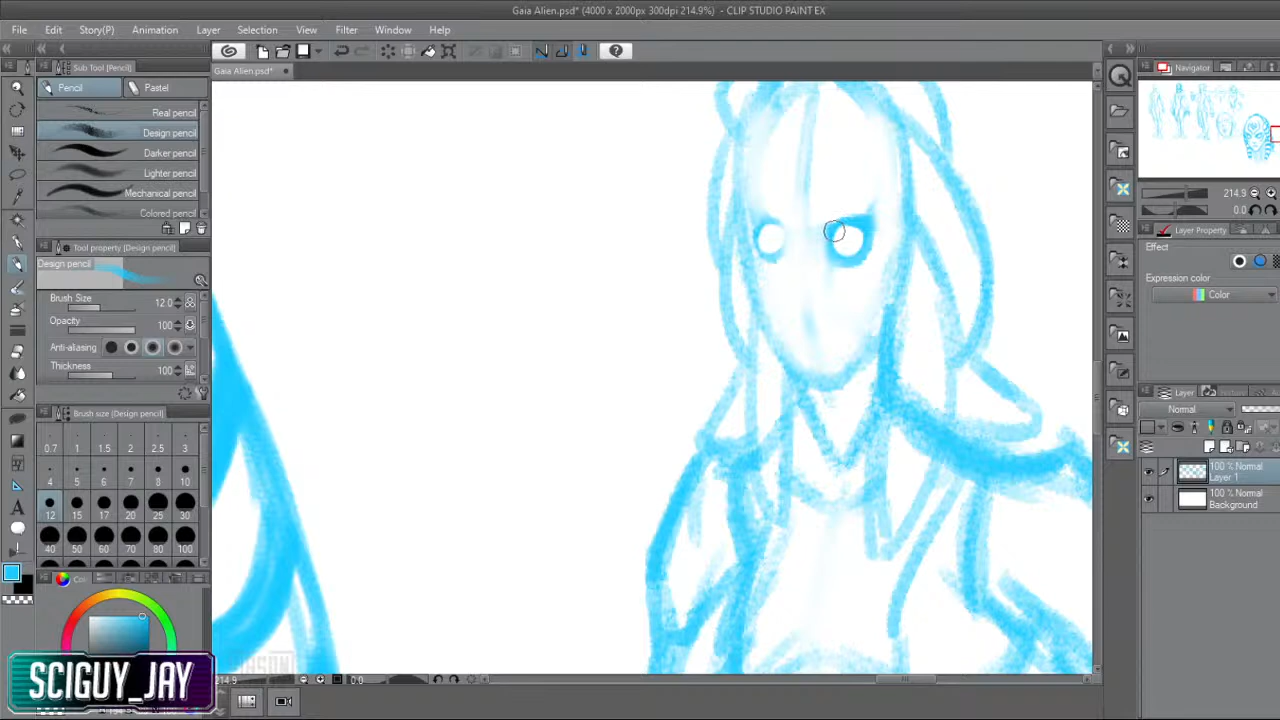 Gaia Alien.psd* (4000 x 2000px 300dpi 214.9%) - CLIP STUDIO PAINT EX
File Edit Story(P) Animation Layer Selection View Filter Window Help
Sub Tool [Pencil]
Gaia Alien.psd*
Navigator
Pencil Pastel
Real pencil
Design pencil
Darker pencil
Lighter pencil
Mechanical pencil
Colored pencil
214.9
0.0
Tool property [Design pencil]
Design pencil
Brush Size 12.0
Opacity 100
Anti-aliasing
Thickness 100
Layer Property
Effect
Expression color
Color
Brush size [Design pencil]
0.7 1 1.5 2 2.5 3
4 5 6 7 8 10
12 15 17 20 25 30
40 50 60 70 80 100
Layer
Normal
100 % Normal
Layer 1
100 % Normal
Background
Co
SCIGUY_JAY
214.9
0.0